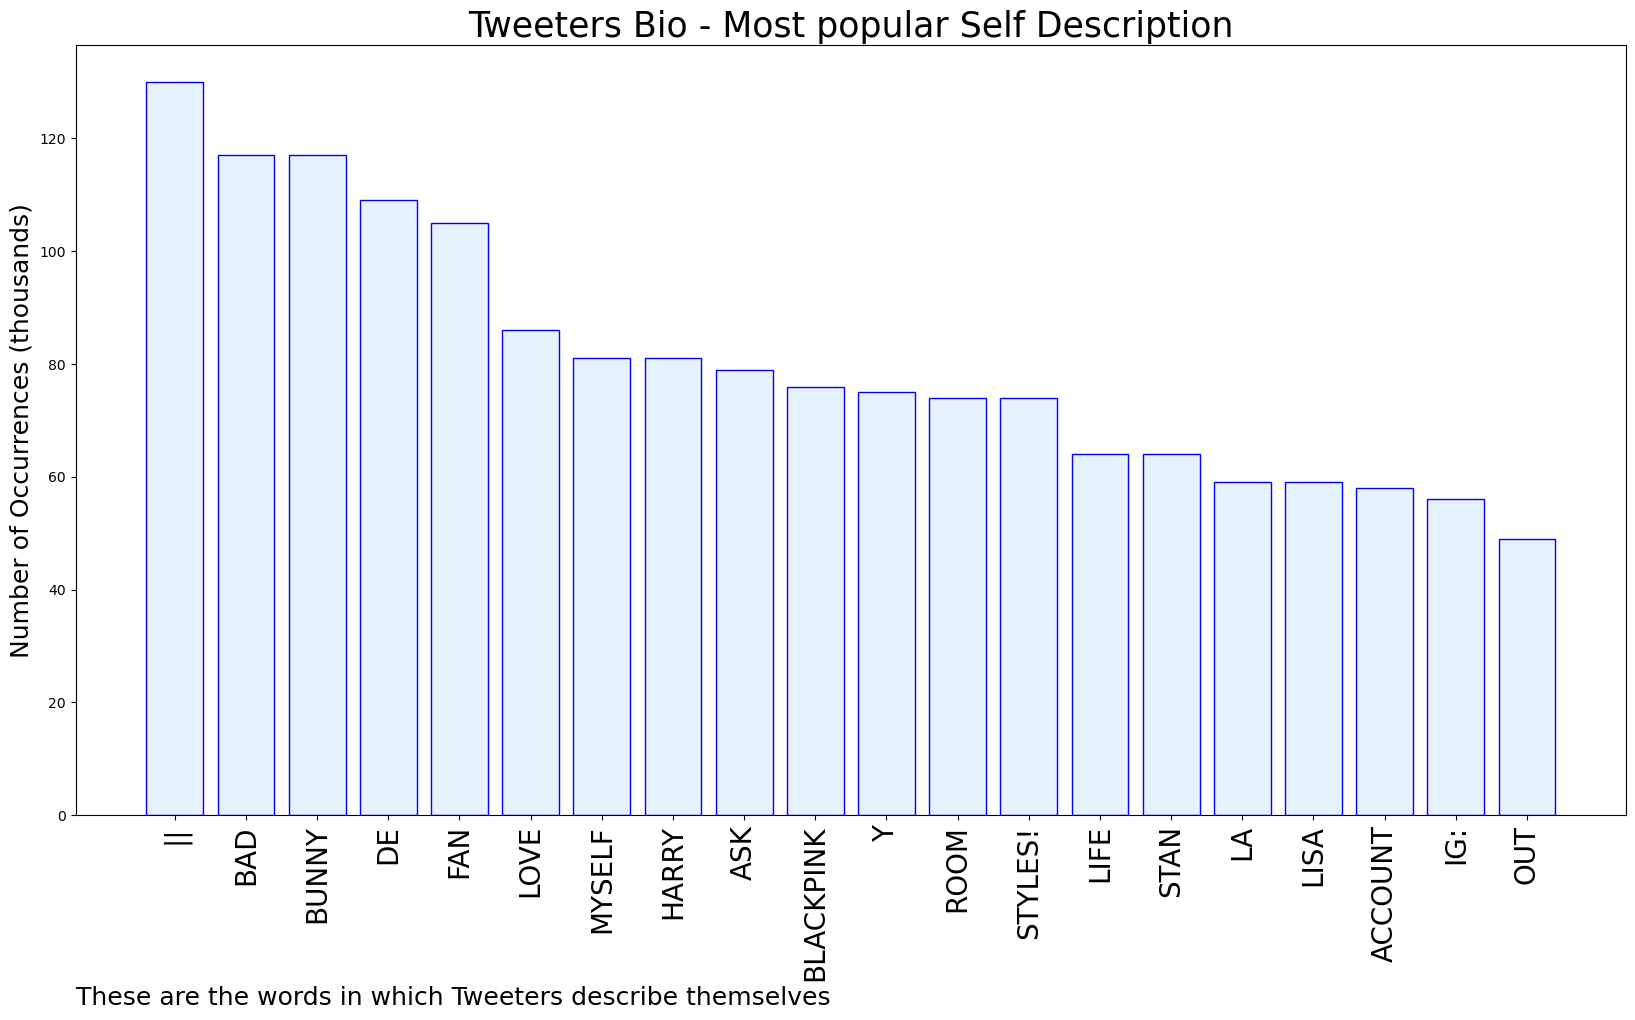 Tweeters Bio - Most popular Self Description
Number of Occurrences (thousands)
120
100
80
60
40
20
0
||
BAD
BUNNY
DE
FAN
LOVE
MYSELF
HARRY
ASK
BLACKPINK
Y
ROOM
STYLES!
LIFE
STAN
LA
LISA
ACCOUNT
IG:
OUT
These are the words in which Tweeters describe themselves